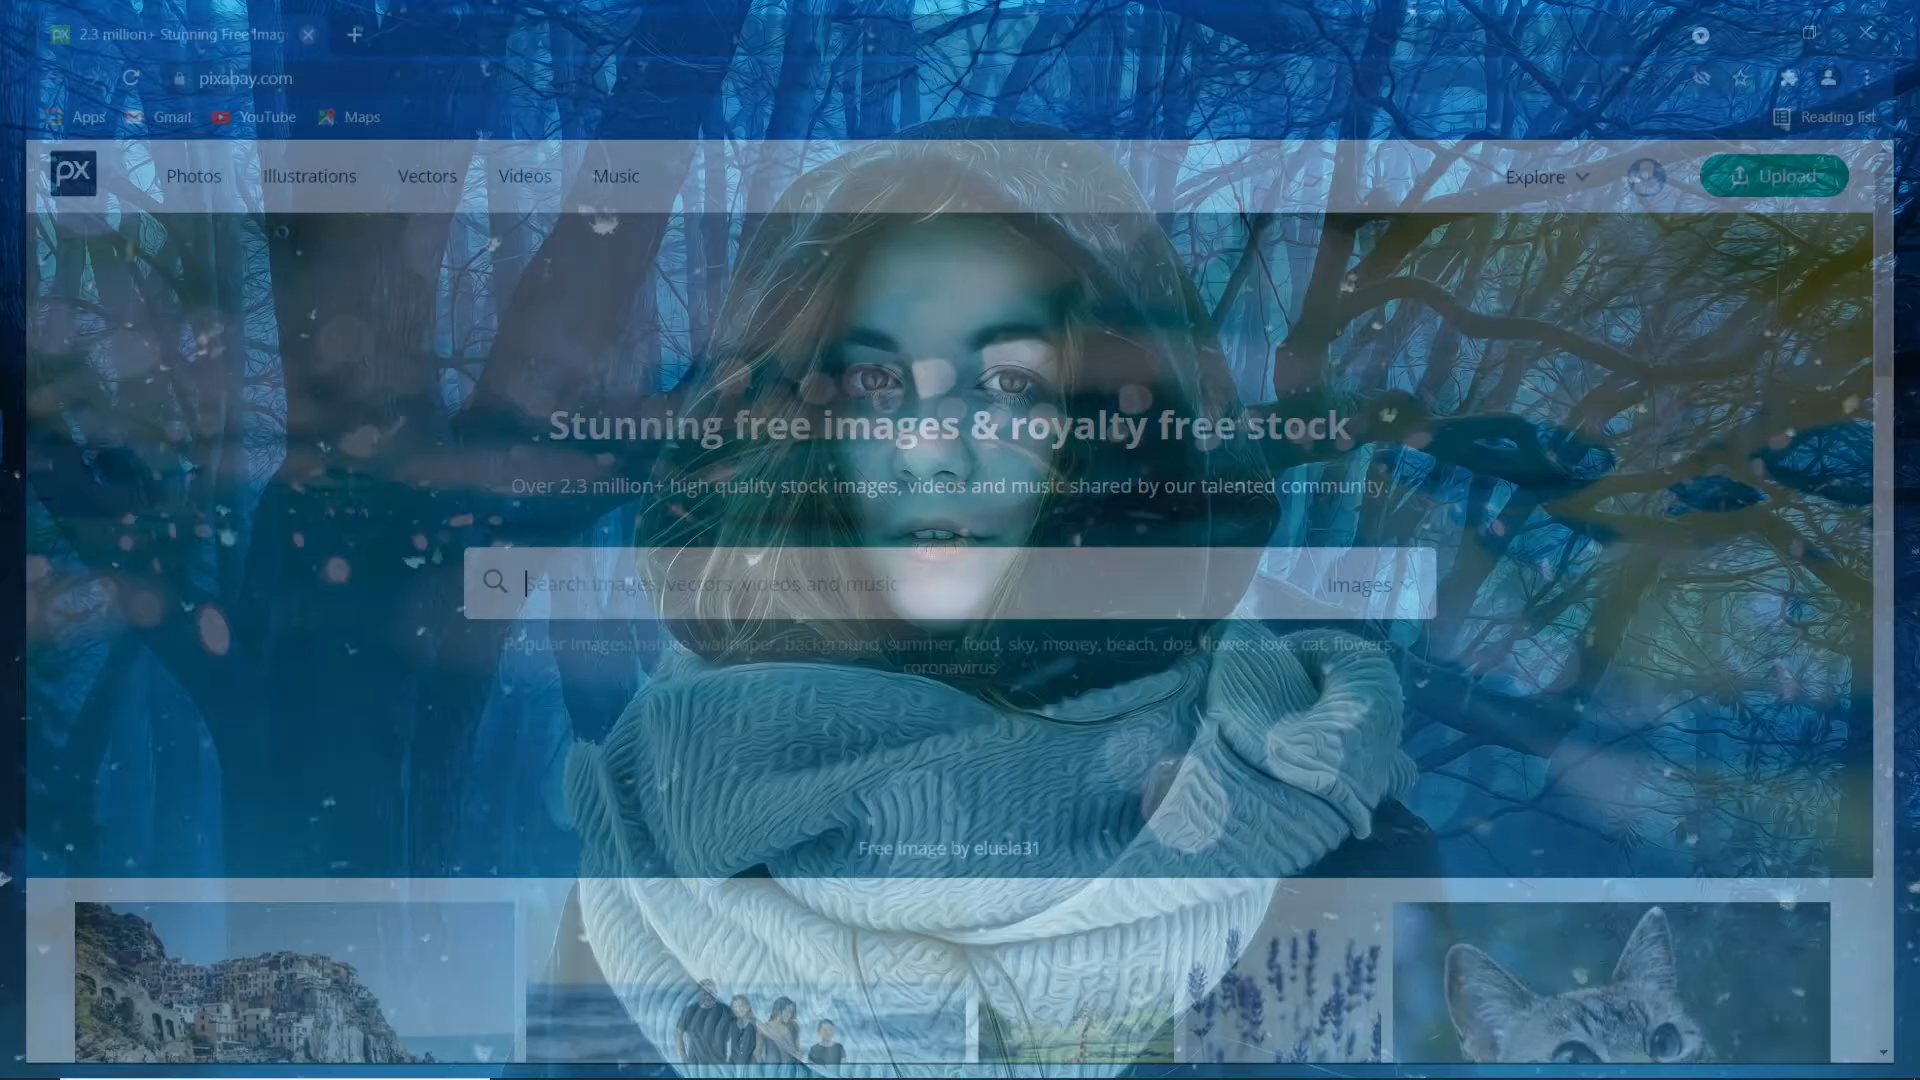 2.3 million+ Stunning Free Imag
pixabay.com
Apps Gmail YouTube Maps Reading list
px Photos Illustrations Vectors Videos Music Explore Upload
Stunning free images & royalty free stock
Over 2.3 million+ high quality stock images, videos and music shared by our talented community.
Search images, vectors, videos and music Images
Popular Images: nature, wallpaper, background, summer, food, sky, money, beach, dog, flower, love, cat, flowers,
coronavirus
Free image by eluela31